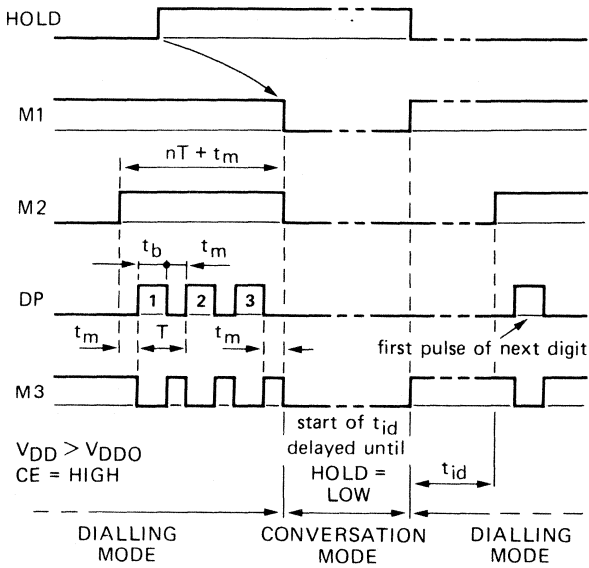 HOLD
M1
nT + tm
M2
tb tm
DP 1 2 3
tm T tm first pulse of next digit
M3
start of tid
delayed until
HOLD =
LOW
VDD > VDDO
CE = HIGH
tid
DIALLING
MODE
CONVERSATION
MODE
DIALLING
MODE